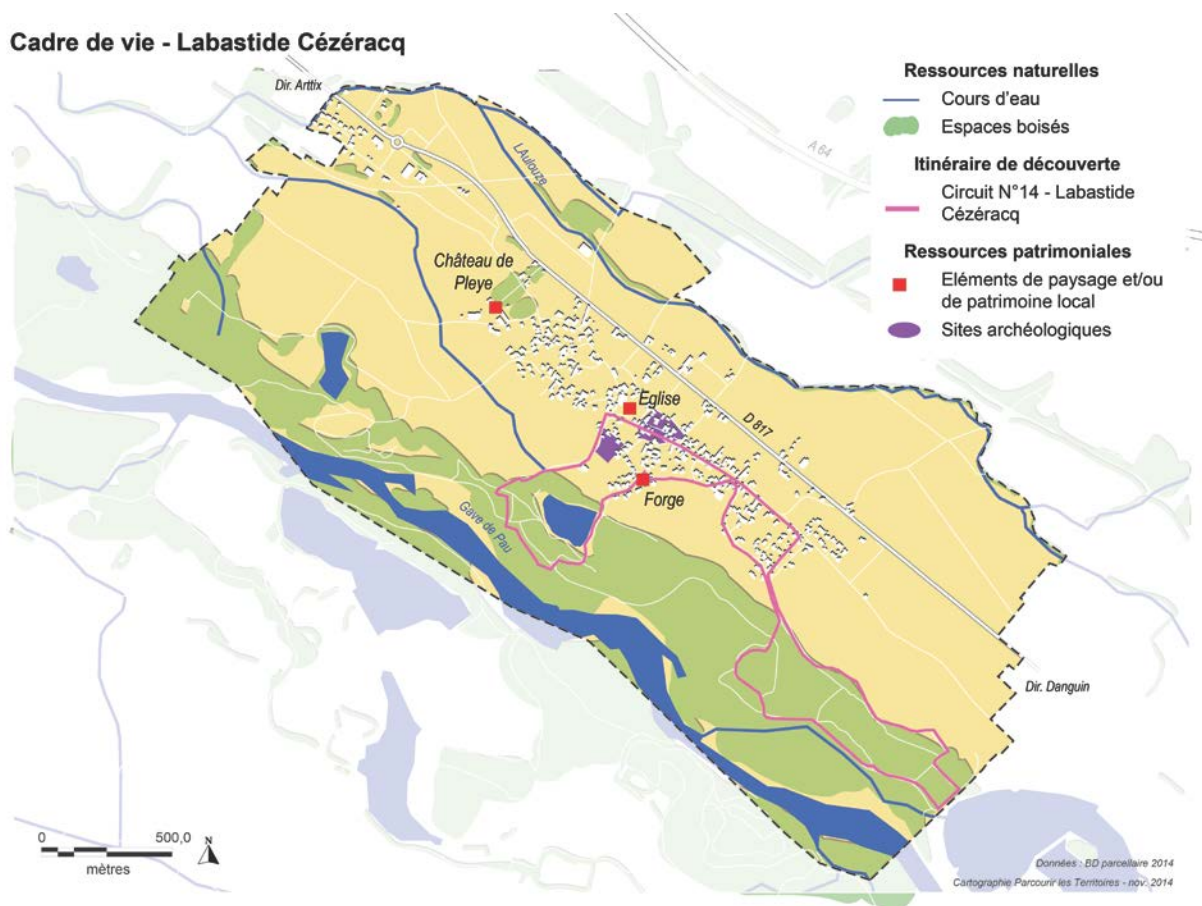 Cadre de vie - Labastide Cézéracq
Dir. Arttix
A 64
L'Aulouze
Château de
Pleye
Eglise
D 817
Forge
Gave de Pau
Dir. Danguin
Ressources naturelles
Cours d'eau
Espaces boisés
Itinéraire de découverte
Circuit N°14 - Labastide
Cézéracq
Ressources patrimoniales
Eléments de paysage et/ou
de patrimoine local
Sites archéologiques
0 500,0
mètres
N
Données : BD parcellaire 2014
Cartographie Parcourir les Territoires - nov. 2014